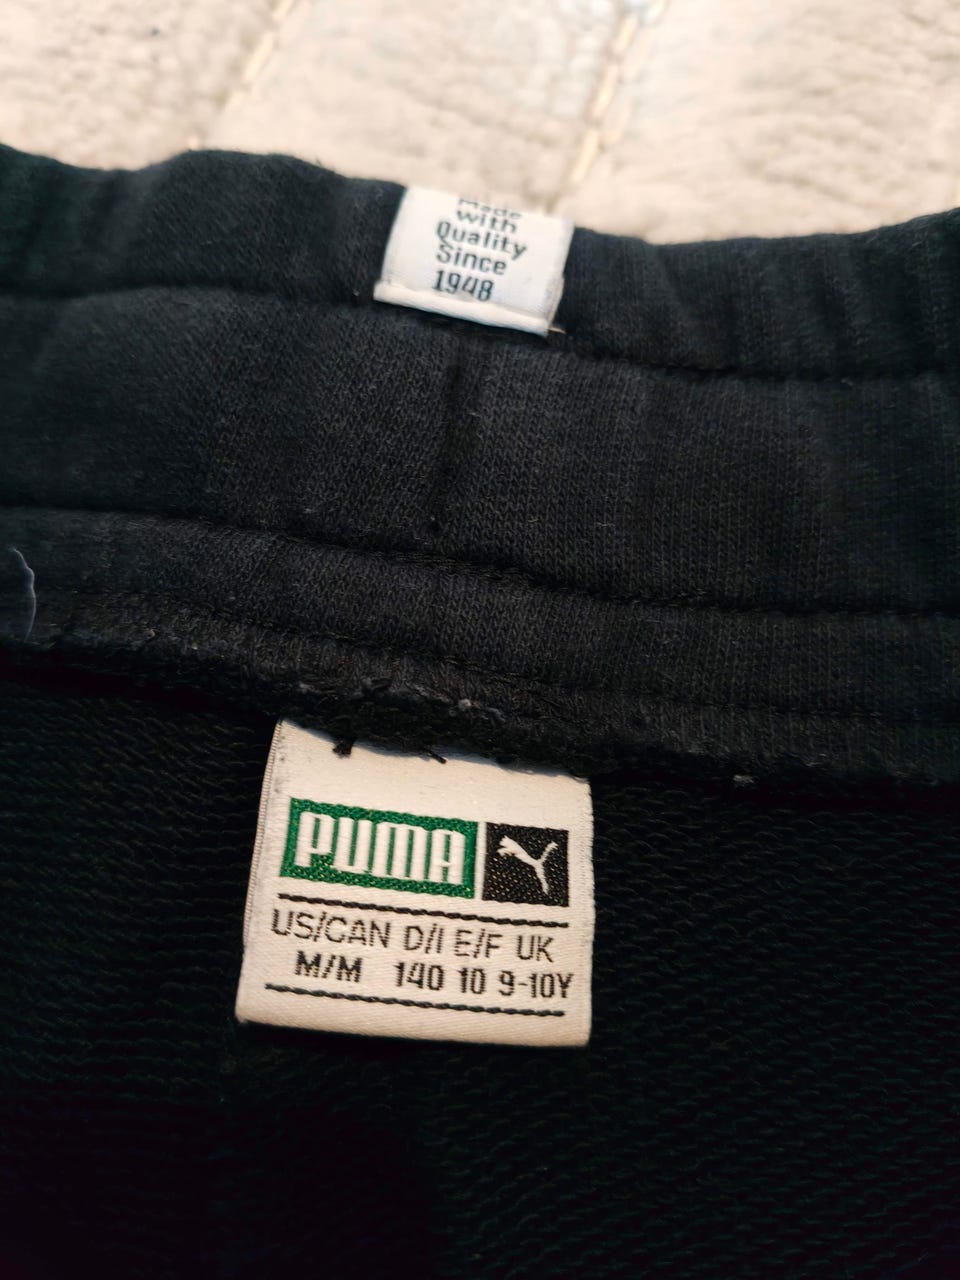 Made
with
Quality
Since
1948
PUMA
US/CAN D/I E/F UK
M/M 140 10 9-10Y